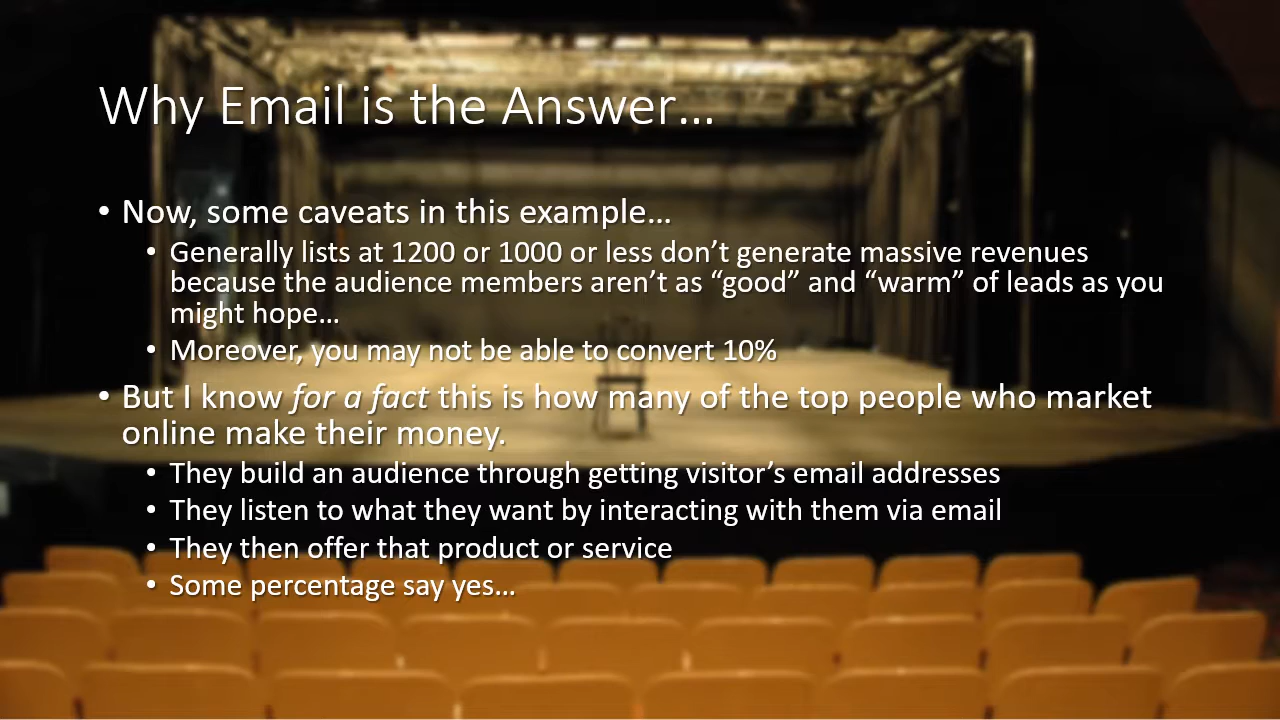 Why Email is the Answer…
• Now, some caveats in this example…
• Generally lists at 1200 or 1000 or less don’t generate massive revenues
because the audience members aren’t as “good” and “warm” of leads as you
might hope…
• Moreover, you may not be able to convert 10%
• But I know for a fact this is how many of the top people who market
online make their money.
• They build an audience through getting visitor’s email addresses
• They listen to what they want by interacting with them via email
• They then offer that product or service
• Some percentage say yes…